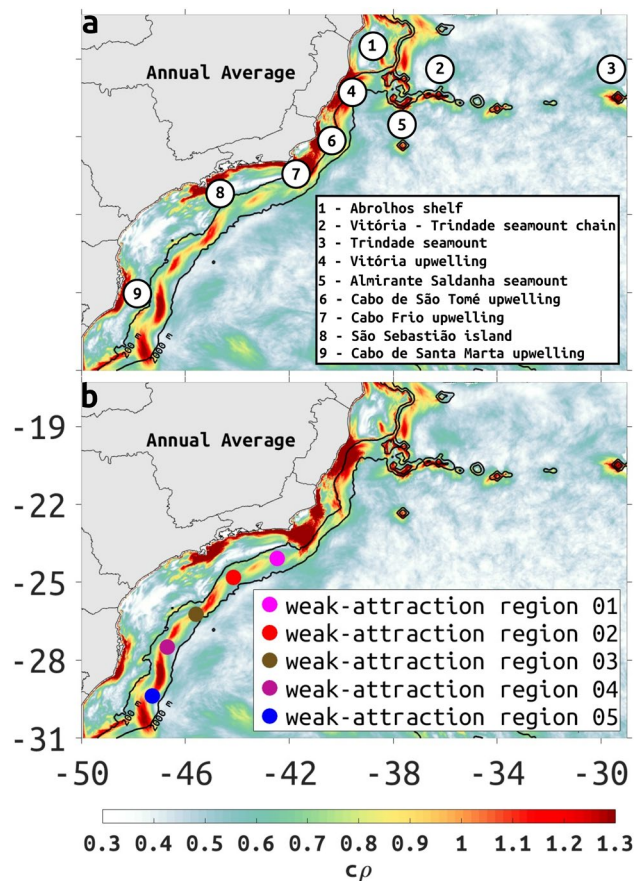 a
Annual Average
1
2
3
4
5
6
7
8
9
1 - Abrolhos shelf
2 - Vitória - Trindade seamount chain
3 - Trindade seamount
4 - Vitória upwelling
5 - Almirante Saldanha seamount
6 - Cabo de São Tomé upwelling
7 - Cabo Frio upwelling
8 - São Sebastião island
9 - Cabo de Santa Marta upwelling
200 m
2000 m
b
Annual Average
-19
-22
-25
-28
-31
weak-attraction region 01
weak-attraction region 02
weak-attraction region 03
weak-attraction region 04
weak-attraction region 05
200 m
2000 m
-50 -46 -42 -38 -34 -30
0.3 0.4 0.5 0.6 0.7 0.8 0.9 1 1.1 1.2 1.3
cρ